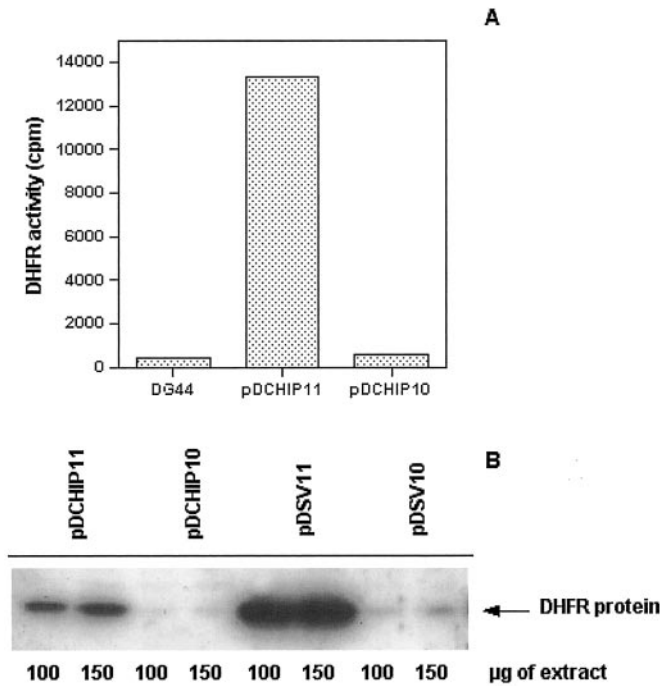 A
DHFR activity (cpm)
14000
12000
10000
8000
6000
4000
2000
0
DG44 pDCHIP11 pDCHIP10
B
pDCHIP11 pDCHIP10 pDSV11 pDSV10
DHFR protein
100 150 100 150 100 150 100 150 µg of extract